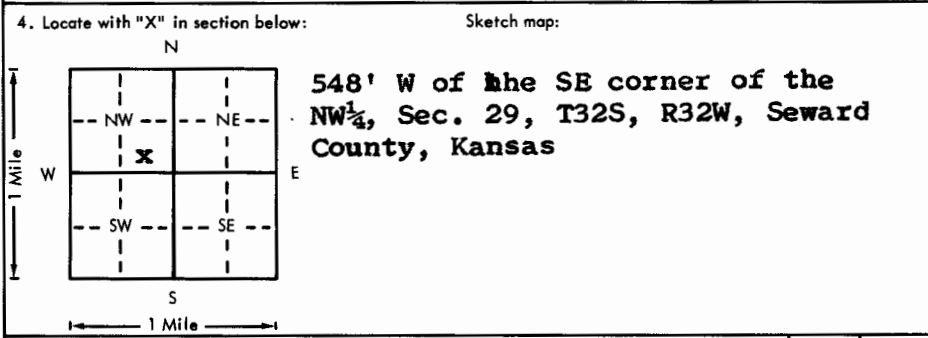 4. Locate with "X" in section below:
Sketch map:
N
548' W of hhe SE corner of the
NW¼, Sec. 29, T32S, R32W, Seward
County, Kansas
NW
NE
X
1 Mile
W
E
SW
SE
S
1 Mile